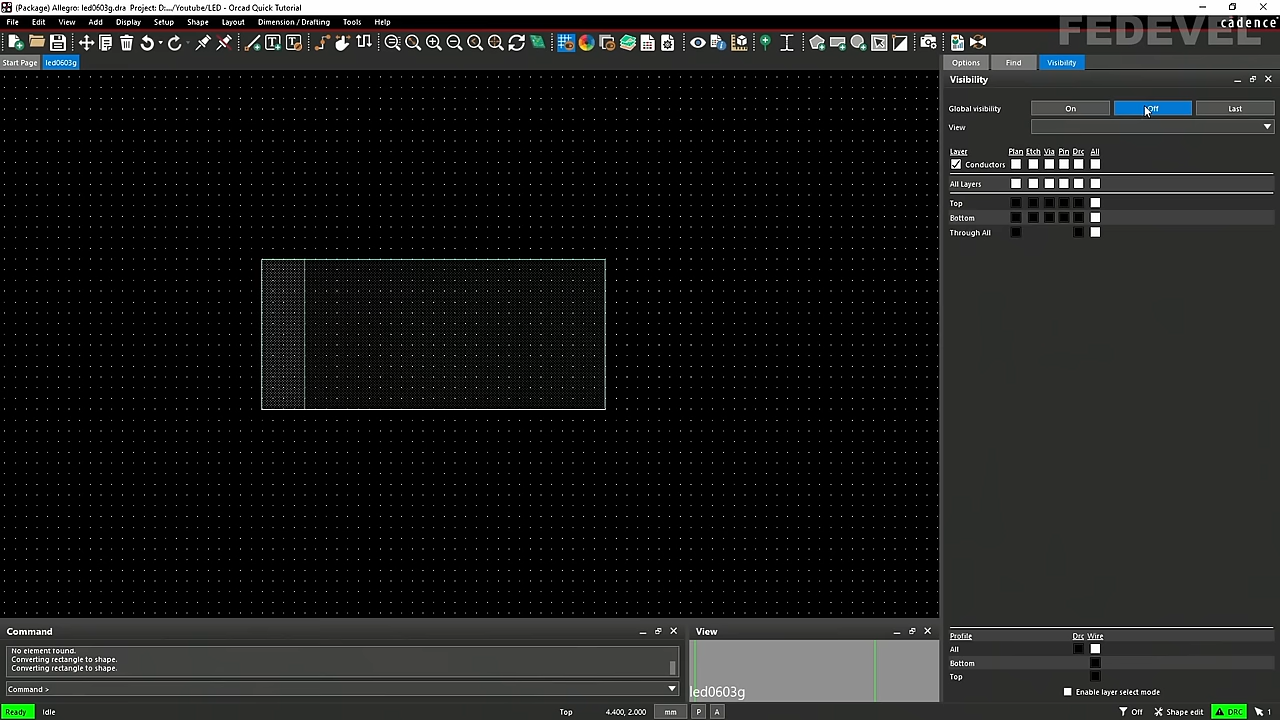 (Package) Allegro: led0603g.dra Project: D:.../Youtube/LED - Orcad Quick Tutorial
File Edit View Add Display Setup Shape Layout Dimension / Drafting Tools Help
cadence
FEDEVEL
Start Page led0603g
Options Find Visibility
Visibility
Global visibility On Off Last
View
Layer Plan Etch Via Pin Drc All
Conductors
All Layers
Top
Bottom
Through All
Command
No element found.
Converting rectangle to shape.
Converting rectangle to shape.
Command >
View
led0603g
Profile Drc Wire
All
Bottom
Top
Enable layer select mode
Ready Idle Top 4.400, 2.000 mm P A Off Shape edit DRC 1